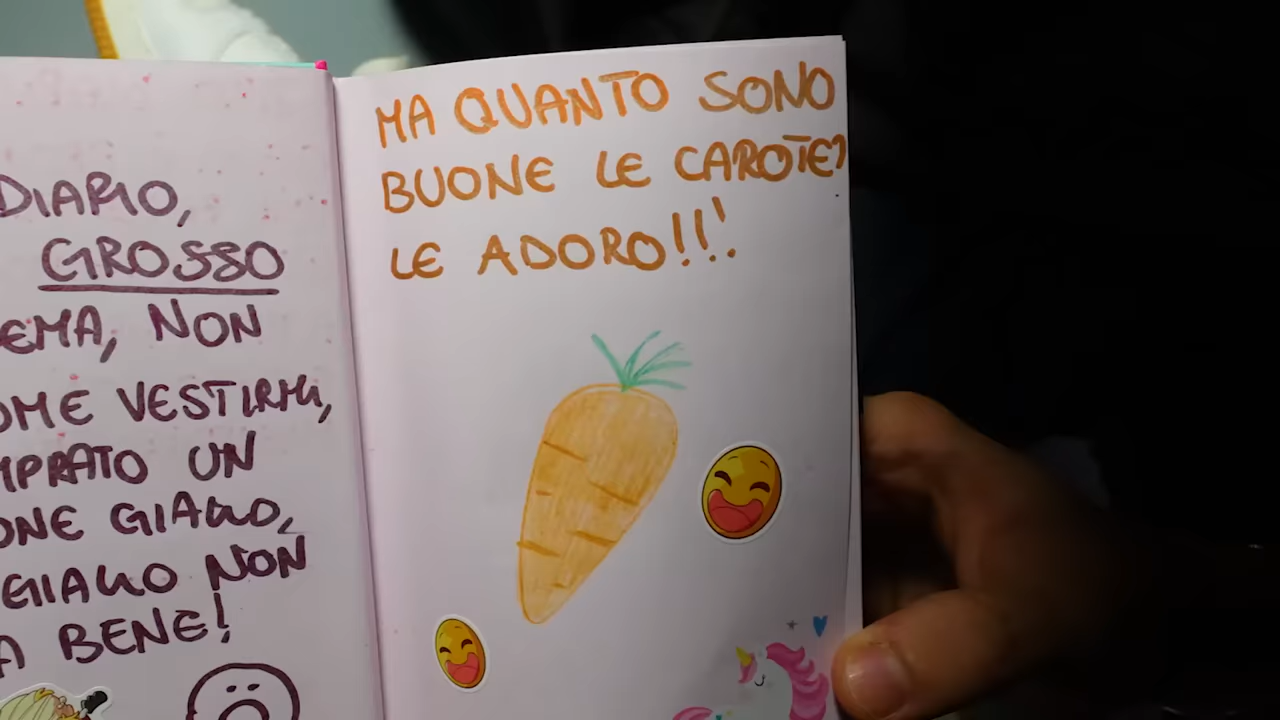 DIARIO,
GROSSO
EMA, NON
OME VESTIRMI,
MPRATO UN
ONE GIALLO,
GIALLO NON
A BENE!
MA QUANTO SONO
BUONE LE CAROTE?
LE ADORO!!!